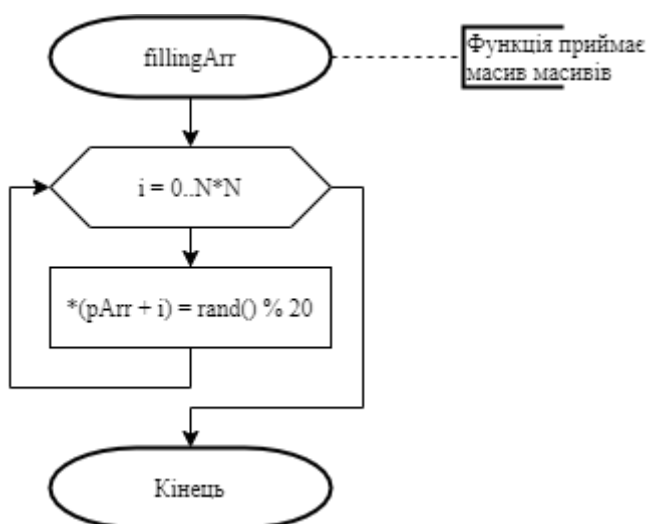 fillingArr
Функція приймає
масив масивів
i = 0..N*N
*(pArr + i) = rand() % 20
Кінець